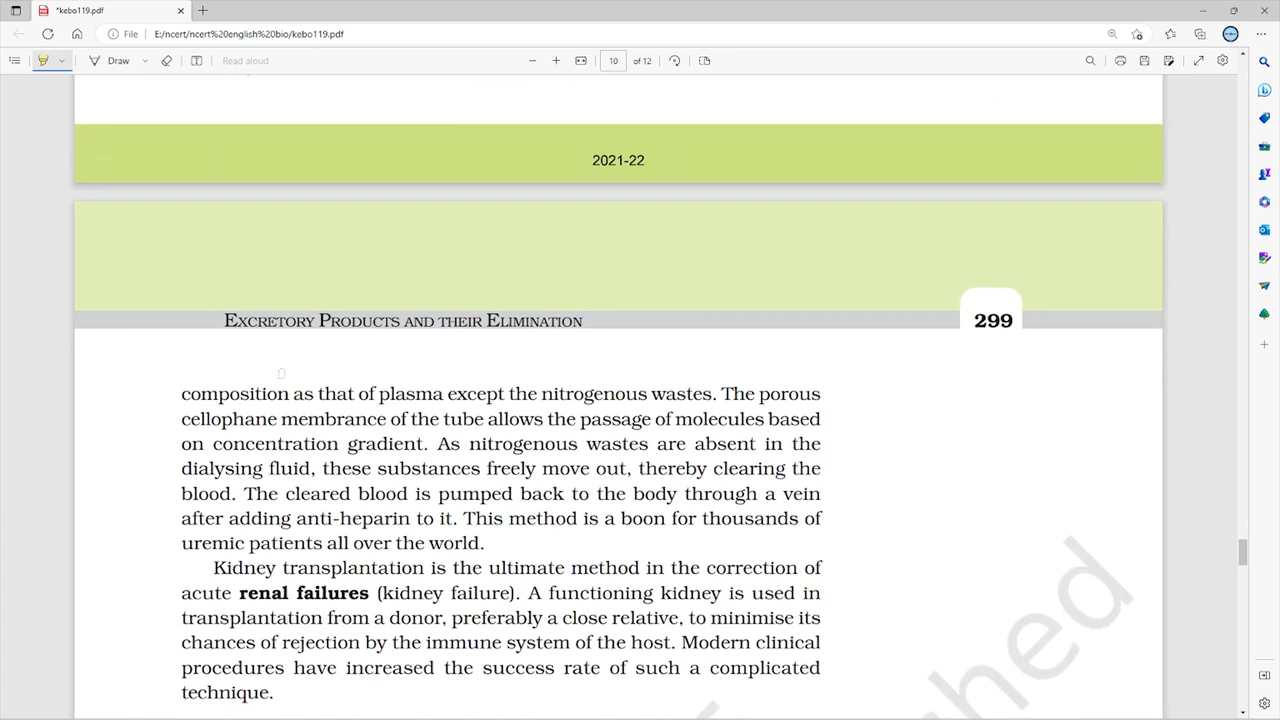 *kebo119.pdf
File E:/ncert/ncert%20english%20bio/kebo119.pdf
Draw Read aloud 10 of 12
2021-22
EXCRETORY PRODUCTS AND THEIR ELIMINATION 299
composition as that of plasma except the nitrogenous wastes. The porous
cellophane membrance of the tube allows the passage of molecules based
on concentration gradient. As nitrogenous wastes are absent in the
dialysing fluid, these substances freely move out, thereby clearing the
blood. The cleared blood is pumped back to the body through a vein
after adding anti-heparin to it. This method is a boon for thousands of
uremic patients all over the world.
Kidney transplantation is the ultimate method in the correction of
acute renal failures (kidney failure). A functioning kidney is used in
transplantation from a donor, preferably a close relative, to minimise its
chances of rejection by the immune system of the host. Modern clinical
procedures have increased the success rate of such a complicated
technique.